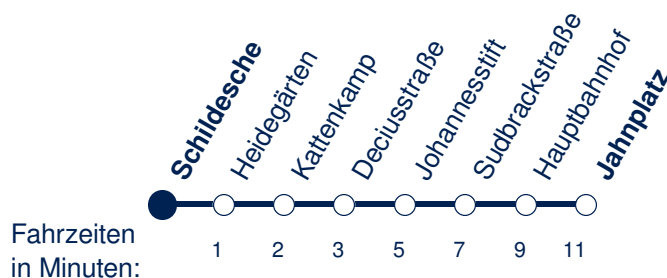 Schildesche
Heidegärten
Kattenkamp
Deciusstraße
Johannesstift
Sudbrackstraße
Hauptbahnhof
Jahnplatz
Fahrzeiten
in Minuten:
1 2 3 5 7 9 11